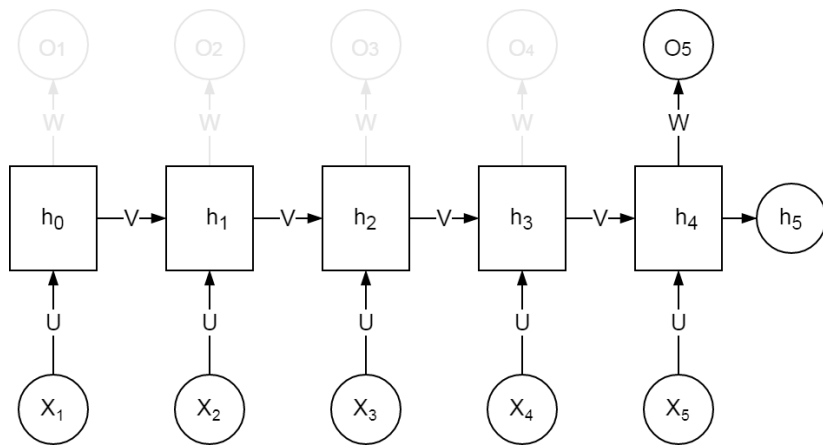 O1 O2 O3 O4 O5
W W W W W
h₀ V h₁ V h₂ V h₃ V h₄ h₅
U U U U U
X₁ X₂ X₃ X₄ X₅